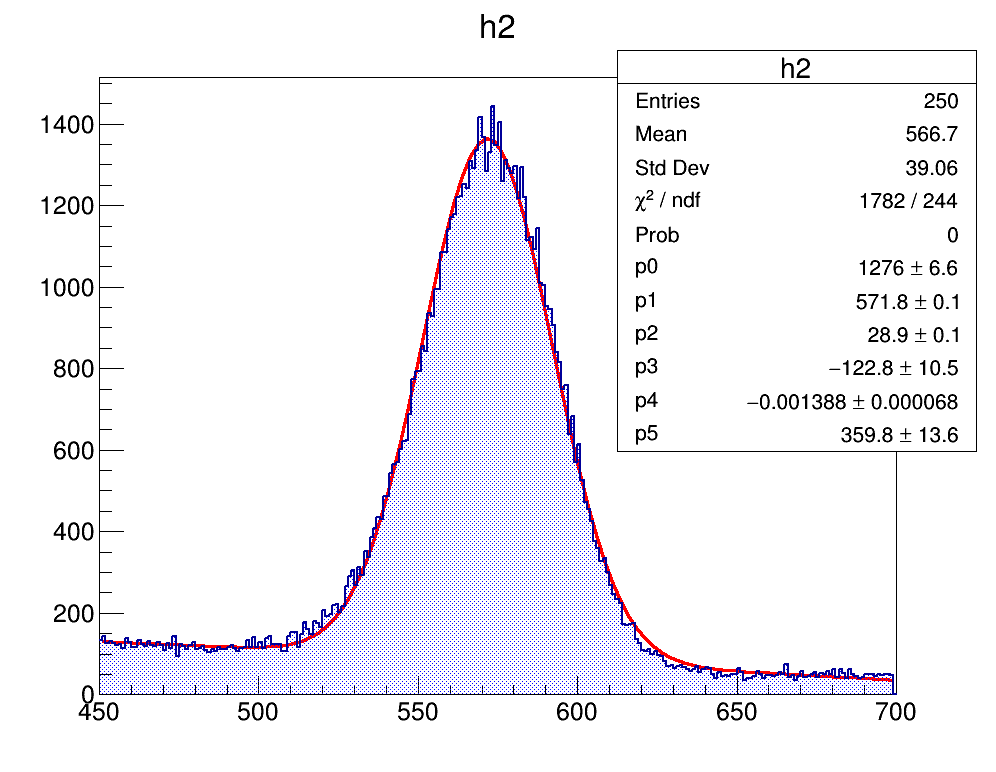 h2
h2
Entries 250
Mean 566.7
Std Dev 39.06
χ² / ndf 1782 / 244
Prob 0
p0 1276 ± 6.6
p1 571.8 ± 0.1
p2 28.9 ± 0.1
p3 −122.8 ± 10.5
p4 −0.001388 ± 0.000068
p5 359.8 ± 13.6
1400
1200
1000
800
600
400
200
0
450 500 550 600 650 700